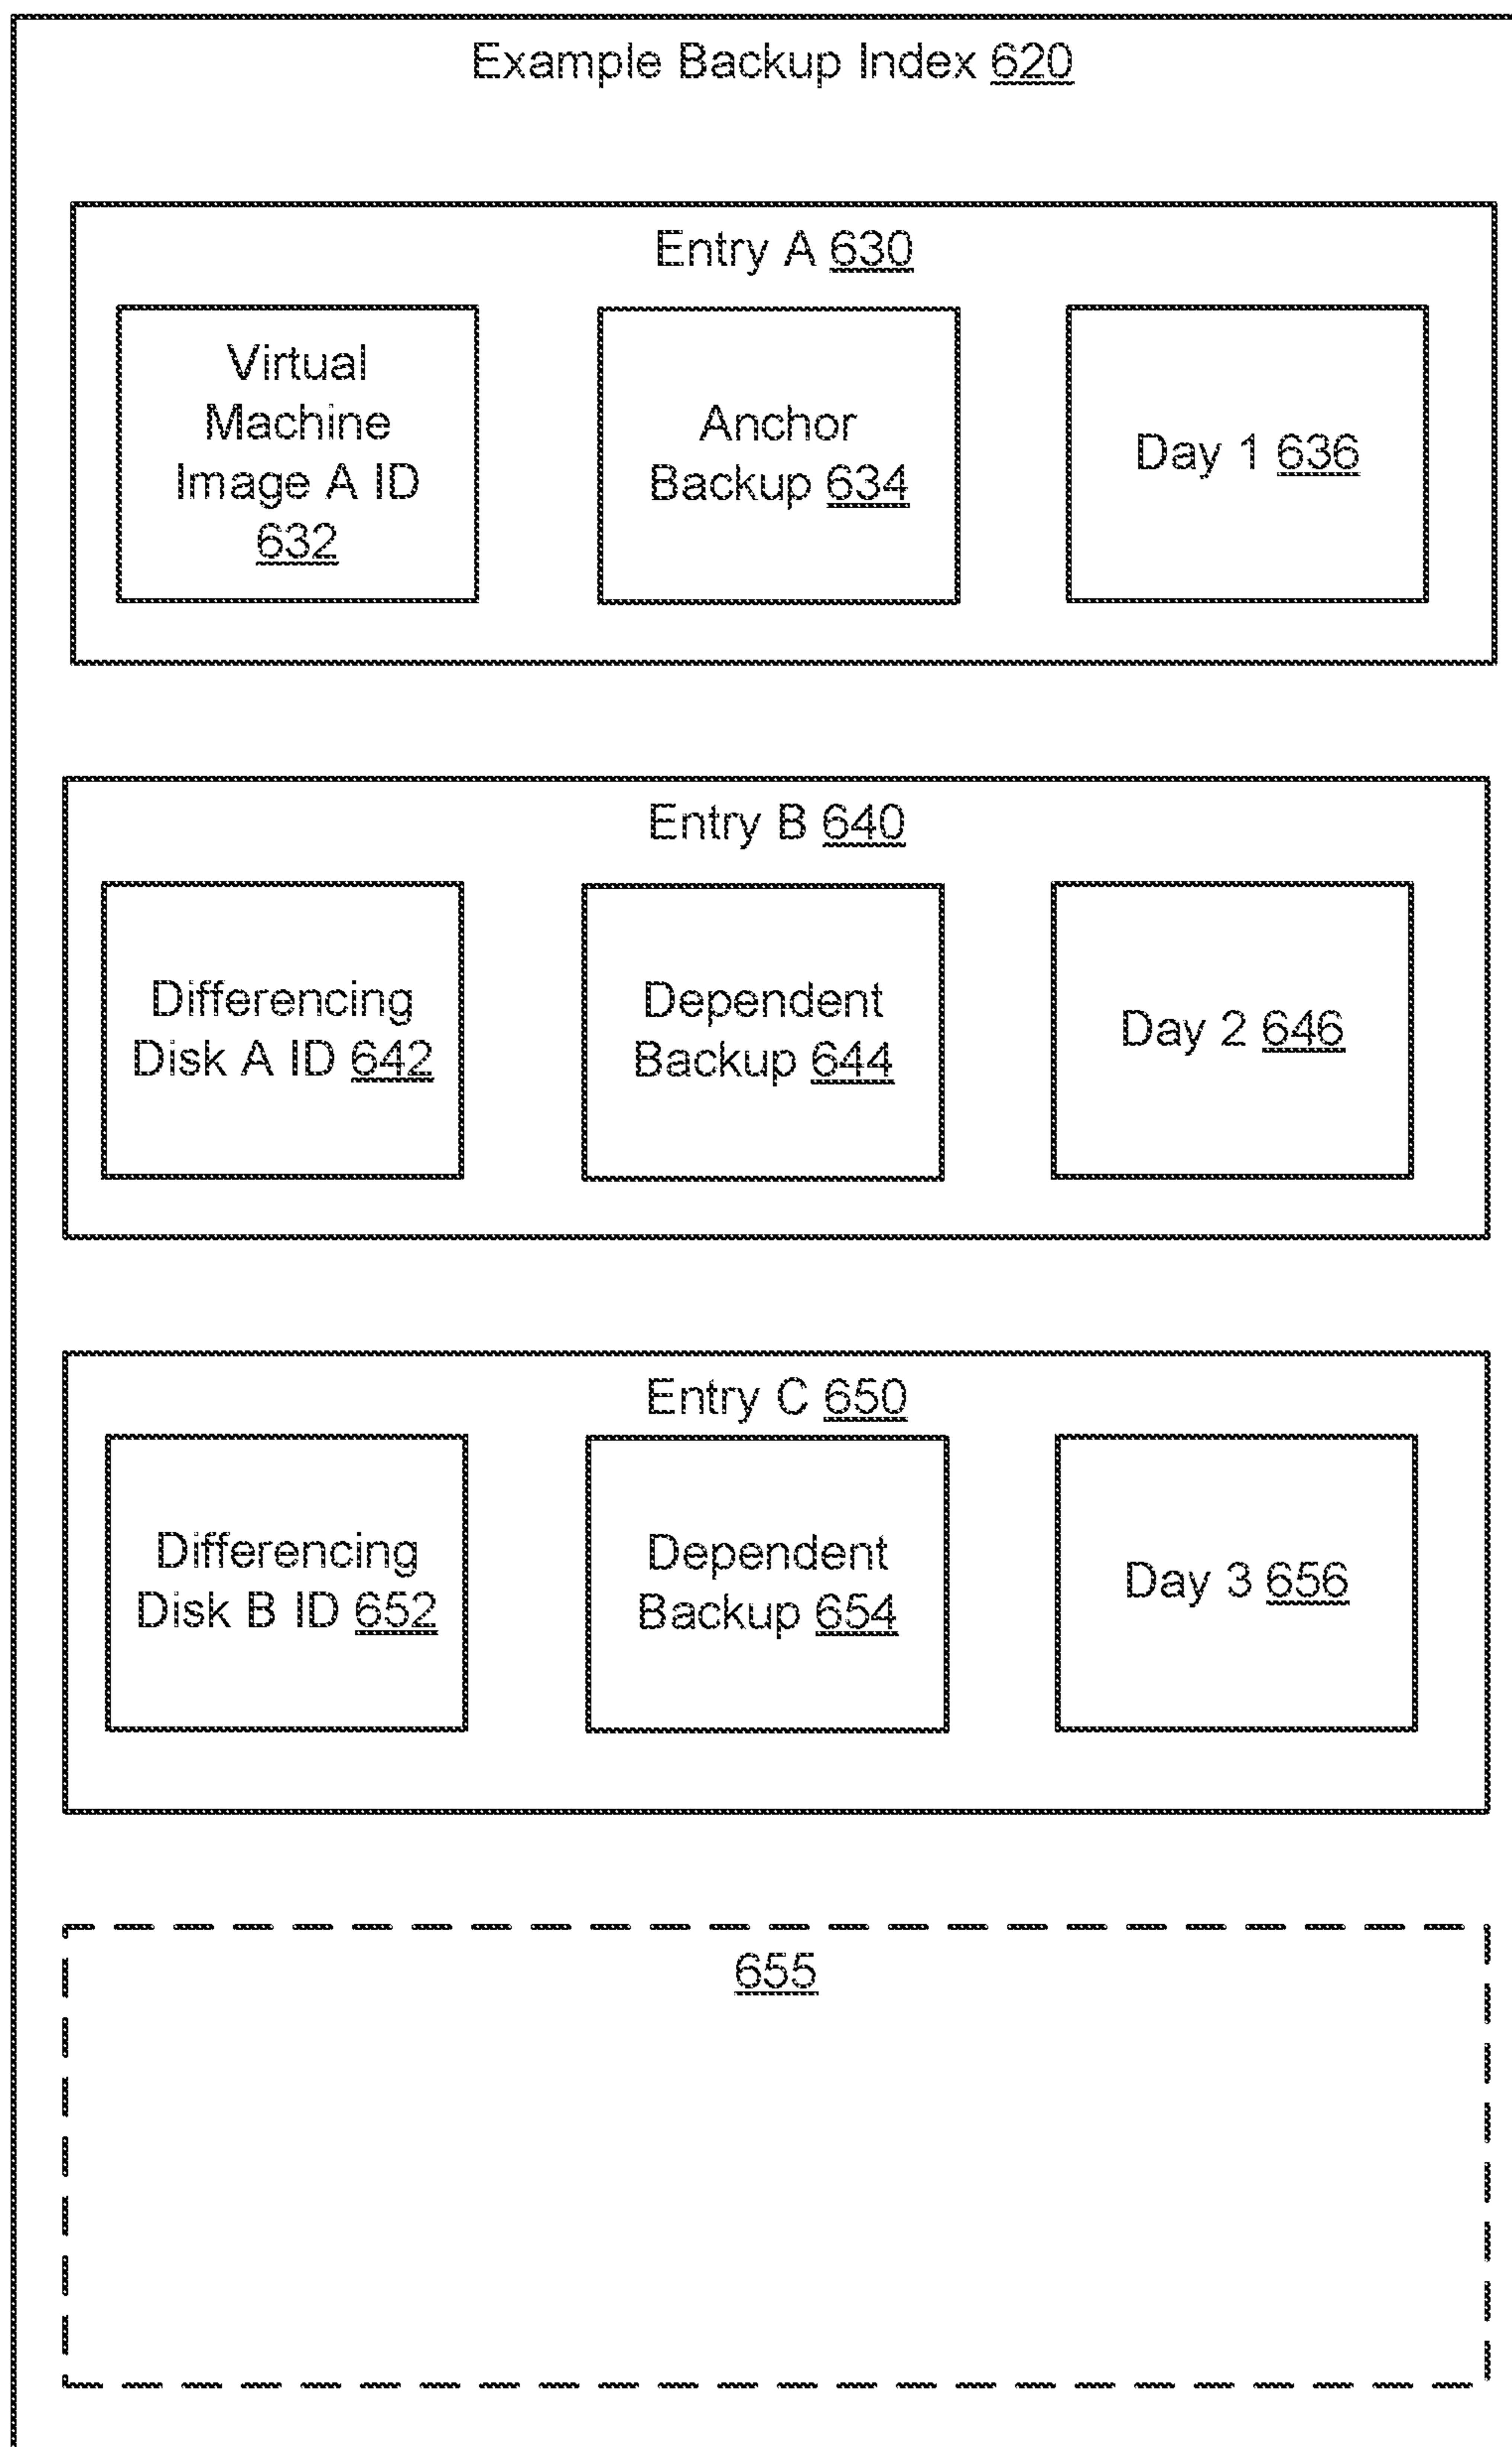 Example Backup Index 620
Entry A 630
Virtual
Machine
Image A ID
632
Anchor
Backup 634
Day 1 636
Entry B 640
Differencing
Disk A ID 642
Dependent
Backup 644
Day 2 646
Entry C 650
Differencing
Disk B ID 652
Dependent
Backup 654
Day 3 656
655